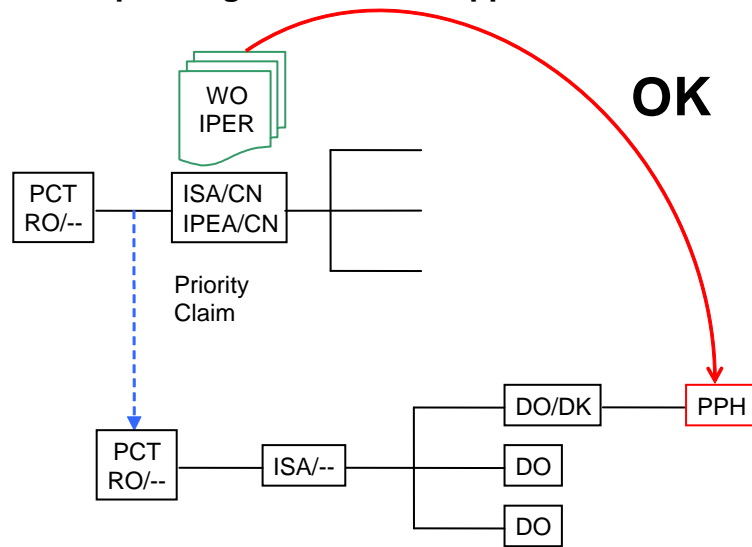 OK
WO
IPER
PCT
RO/--
ISA/CN
IPEA/CN
Priority
Claim
DO/DK
PPH
PCT
RO/--
ISA/--
DO
DO